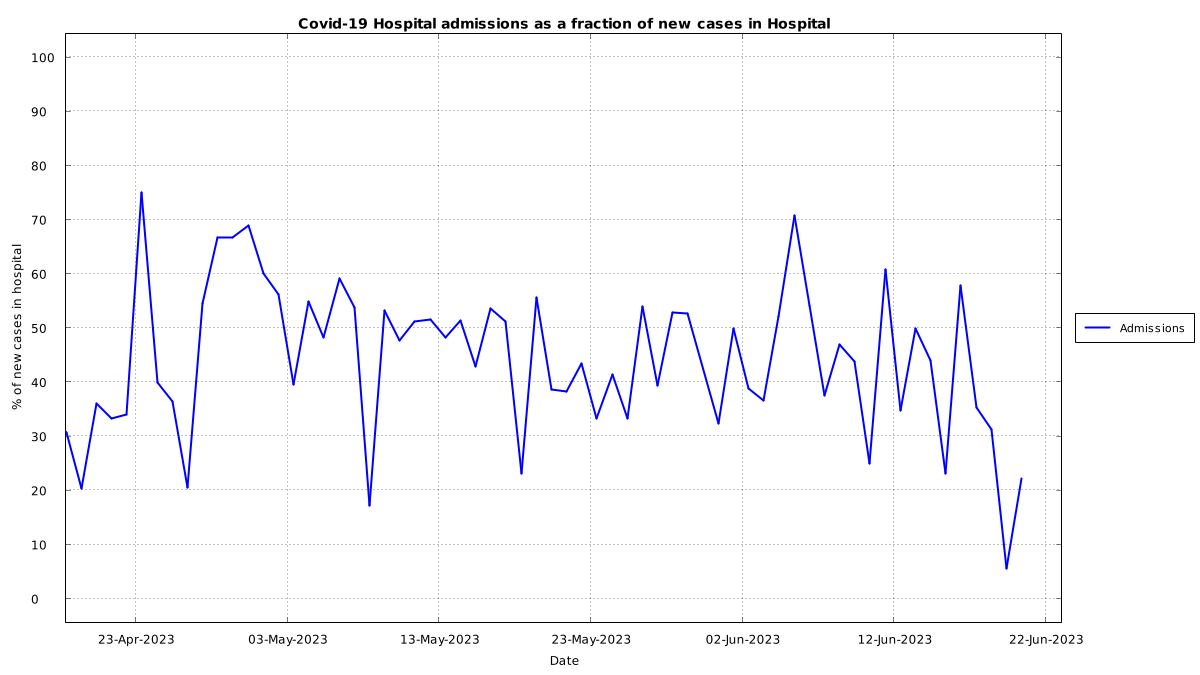 Covid-19 Hospital admissions as a fraction of new cases in Hospital
100
90
80
70
60
50
40
30
20
10
0
% of new cases in hospital
23-Apr-2023 03-May-2023 13-May-2023 23-May-2023 02-Jun-2023 12-Jun-2023 22-Jun-2023
Date
Admissions